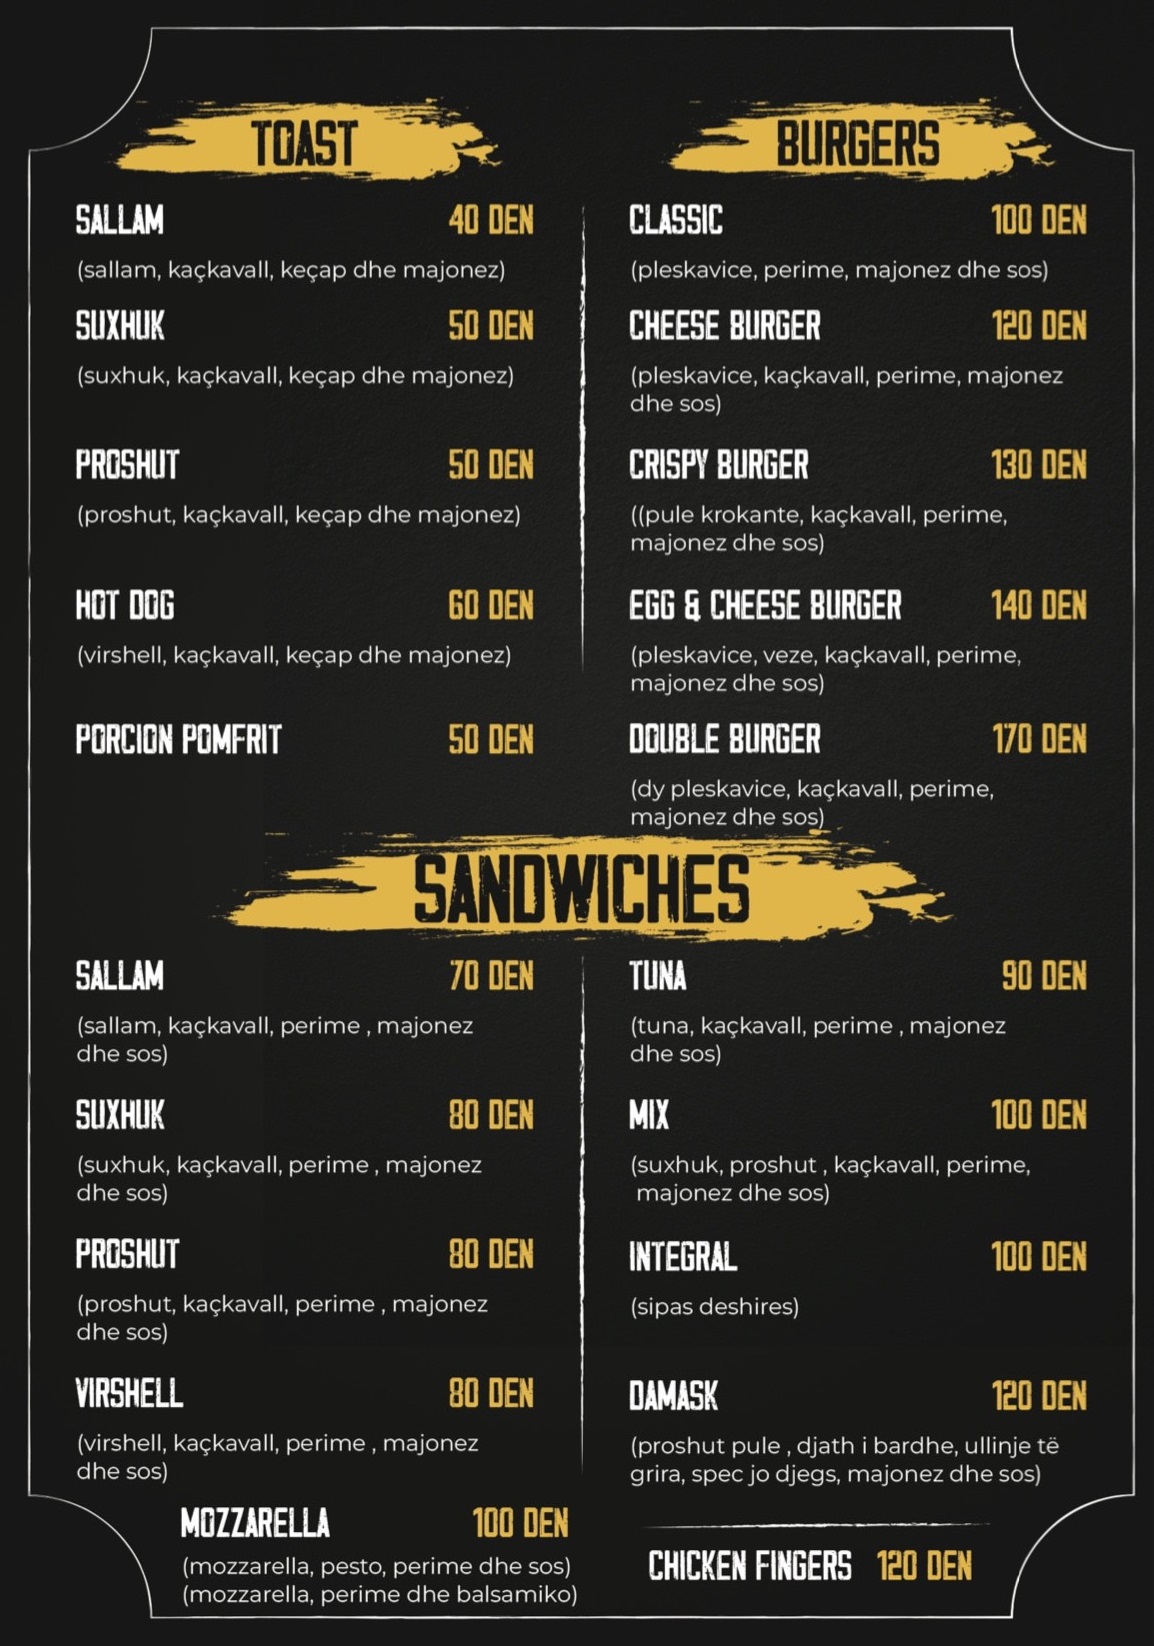 TOAST
SALLAM 40 DEN
(sallam, kaçkavall, keçap dhe majonez)
SUXHUK 50 DEN
(suxhuk, kaçkavall, keçap dhe majonez)
PROSHUT 50 DEN
(proshut, kaçkavall, keçap dhe majonez)
HOT DOG 60 DEN
(virshell, kaçkavall, keçap dhe majonez)
PORCION POMFRIT 50 DEN
BURGERS
CLASSIC 100 DEN
(pleskavice, perime, majonez dhe sos)
CHEESE BURGER 120 DEN
(pleskavice, kaçkavall, perime, majonez
dhe sos)
CRISPY BURGER 130 DEN
((pule krokante, kaçkavall, perime,
majonez dhe sos)
EGG & CHEESE BURGER 140 DEN
(pleskavice, veze, kaçkavall, perime,
majonez dhe sos)
DOUBLE BURGER 170 DEN
(dy pleskavice, kaçkavall, perime,
majonez dhe sos)
SANDWICHES
SALLAM 70 DEN
(sallam, kaçkavall, perime , majonez
dhe sos)
SUXHUK 80 DEN
(suxhuk, kaçkavall, perime , majonez
dhe sos)
PROSHUT 80 DEN
(proshut, kaçkavall, perime , majonez
dhe sos)
VIRSHELL 80 DEN
(virshell, kaçkavall, perime , majonez
dhe sos)
MOZZARELLA 100 DEN
(mozzarella, pesto, perime dhe sos)
(mozzarella, perime dhe balsamiko)
TUNA 90 DEN
(tuna, kaçkavall, perime , majonez
dhe sos)
MIX 100 DEN
(suxhuk, proshut , kaçkavall, perime,
majonez dhe sos)
INTEGRAL 100 DEN
(sipas deshires)
DAMASK 120 DEN
(proshut pule , djath i bardhe, ullinje të
grira, spec jo djegs, majonez dhe sos)
CHICKEN FINGERS 120 DEN